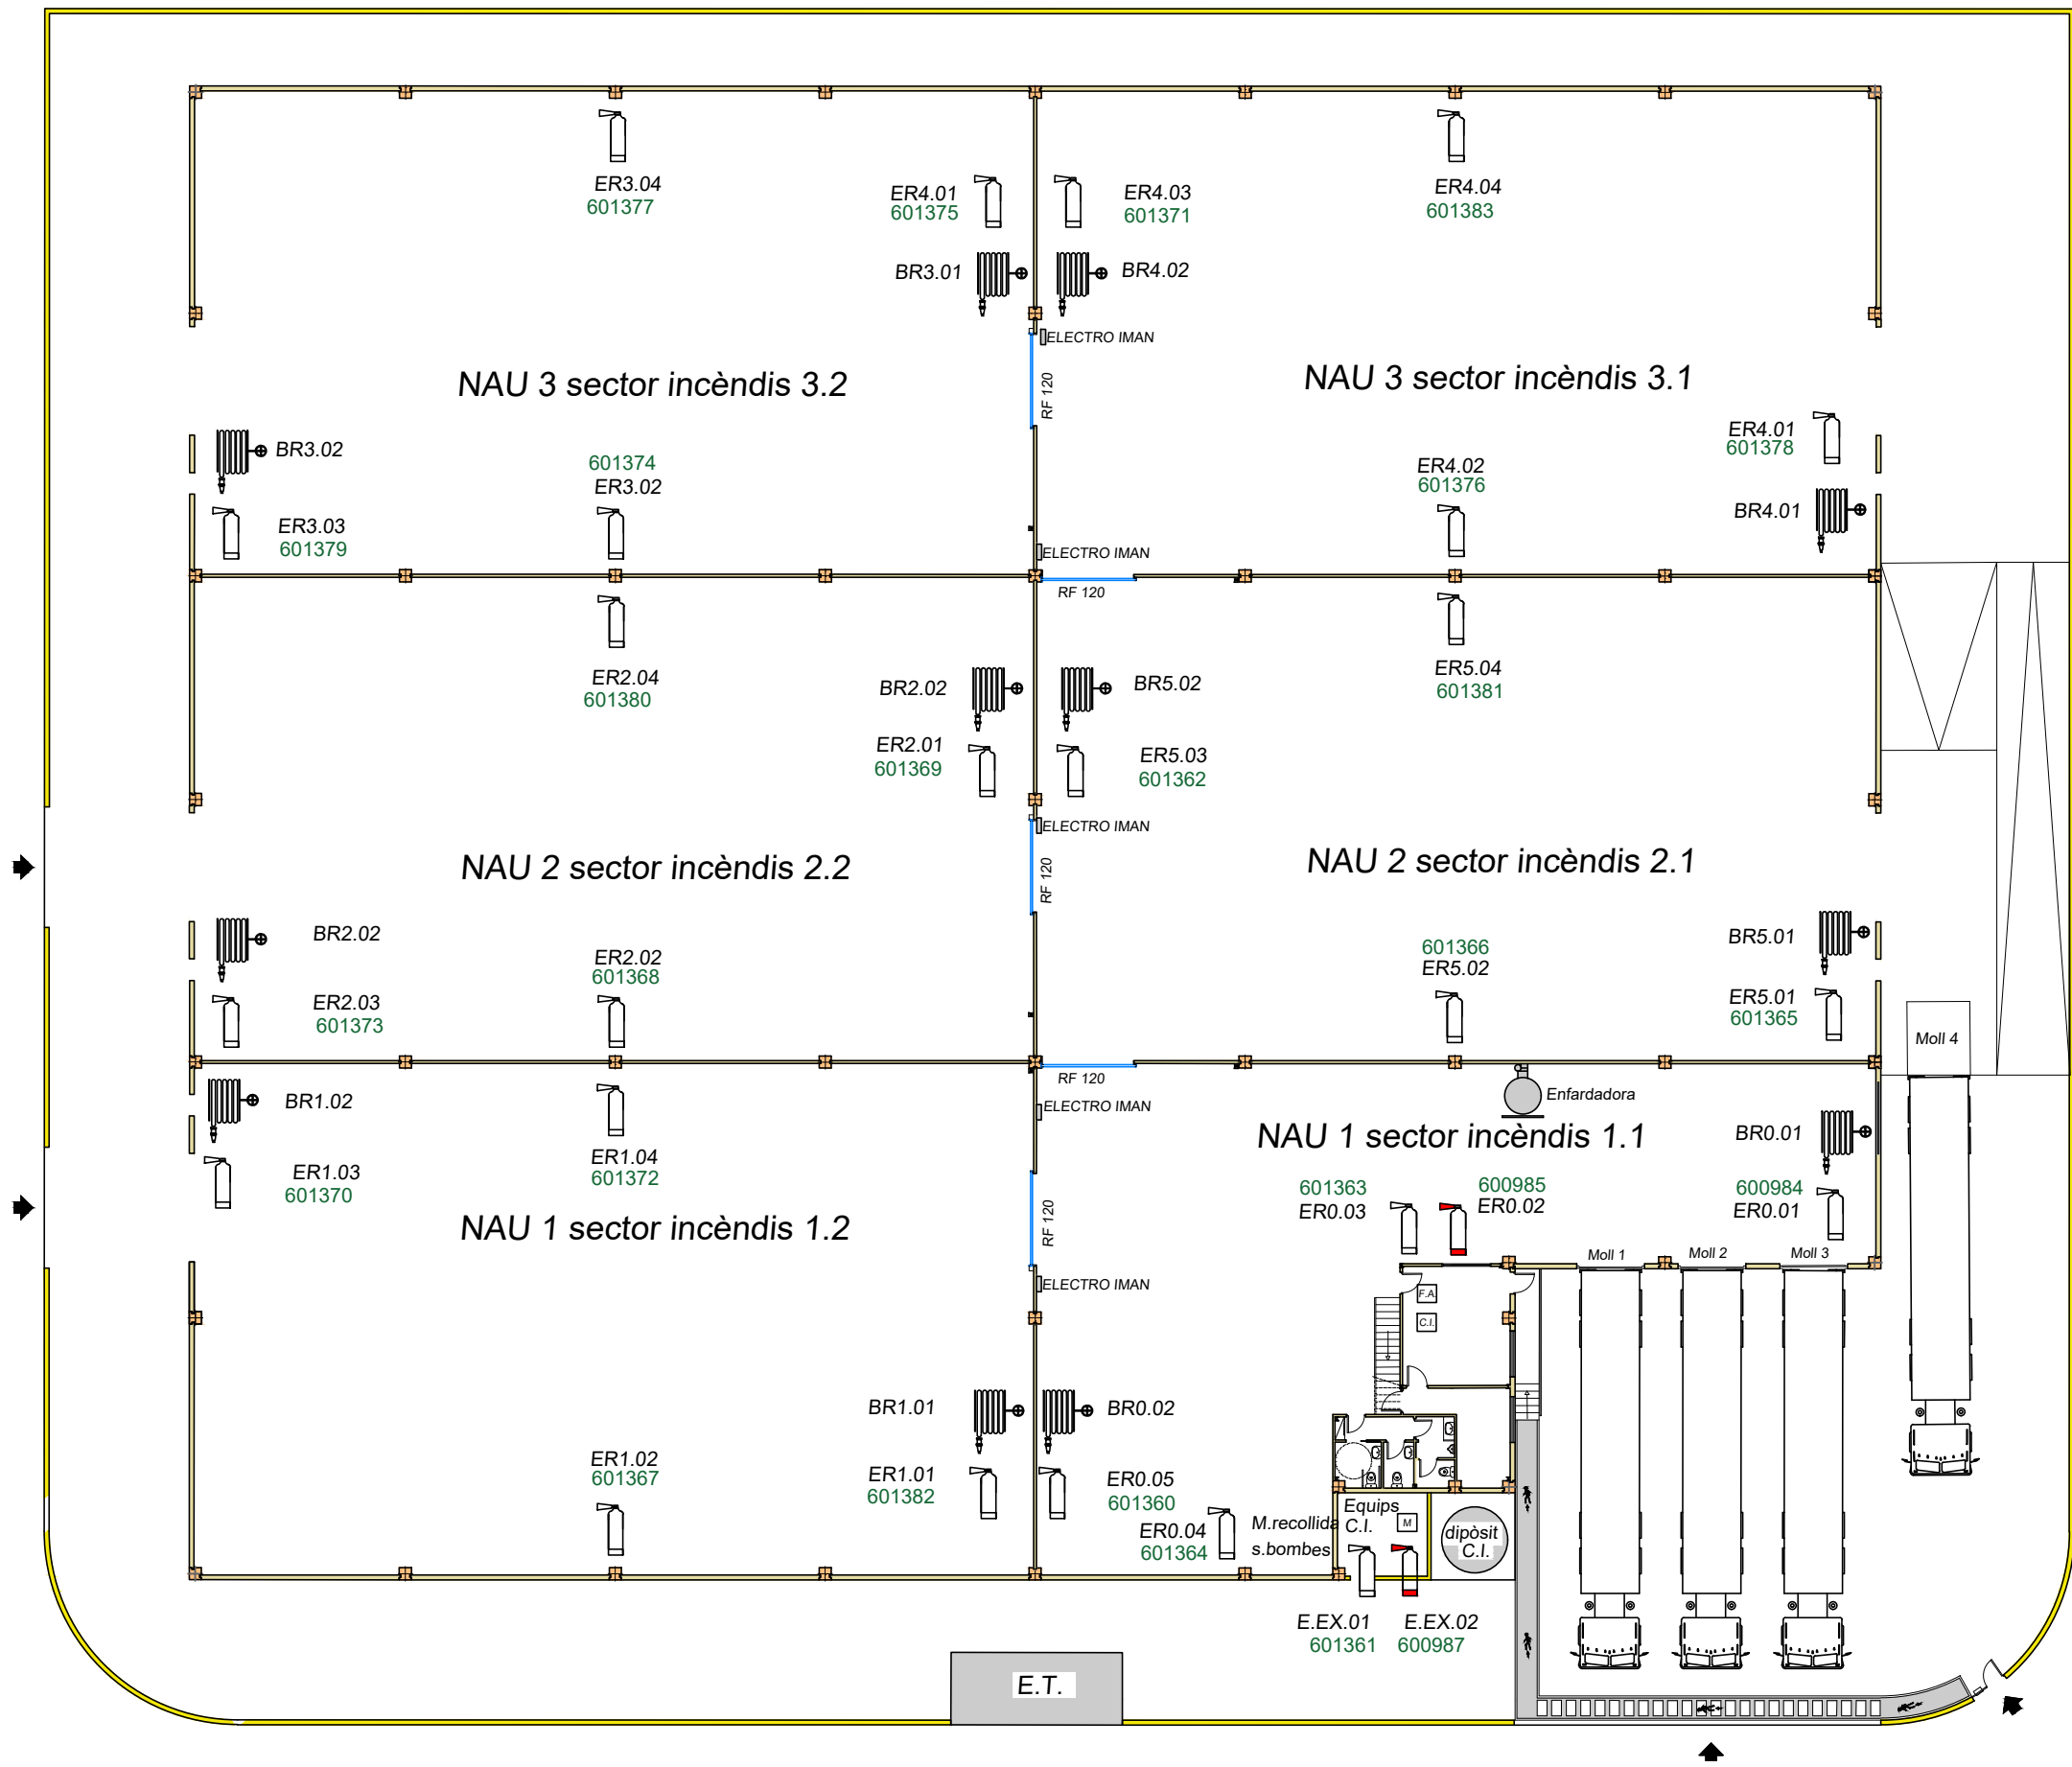 ER3.04
601377
ER4.01
601375
ER4.03
601371
ER4.04
601383
BR3.01
BR4.02
ELECTRO IMAN
NAU 3 sector incèndis 3.2
RF 120
NAU 3 sector incèndis 3.1
BR3.02
601374
ER3.02
ER4.01
601378
ER4.02
601376
BR4.01
ER3.03
601379
ELECTRO IMAN
RF 120
ER2.04
601380
BR2.02
BR5.02
ER5.04
601381
ER2.01
601369
ER5.03
601362
ELECTRO IMAN
NAU 2 sector incèndis 2.2
RF 120
NAU 2 sector incèndis 2.1
BR2.02
ER2.02
601368
601366
ER5.02
BR5.01
ER2.03
601373
ER5.01
601365
Moll 4
RF 120
BR1.02
ELECTRO IMAN
Enfardadora
NAU 1 sector incèndis 1.1
BR0.01
ER1.03
601370
ER1.04
601372
601363
ER0.03
600985
ER0.02
600984
ER0.01
NAU 1 sector incèndis 1.2
RF 120
Moll 1
Moll 2
Moll 3
ELECTRO IMAN
F.A.
C.I.
BR1.01
BR0.02
ER1.02
601367
ER1.01
601382
ER0.05
601360
ER0.04
601364
M.recollida
s.bombes
Equips
C.I.
M
dipòsit
C.I.
E.EX.01
601361
E.EX.02
600987
E.T.